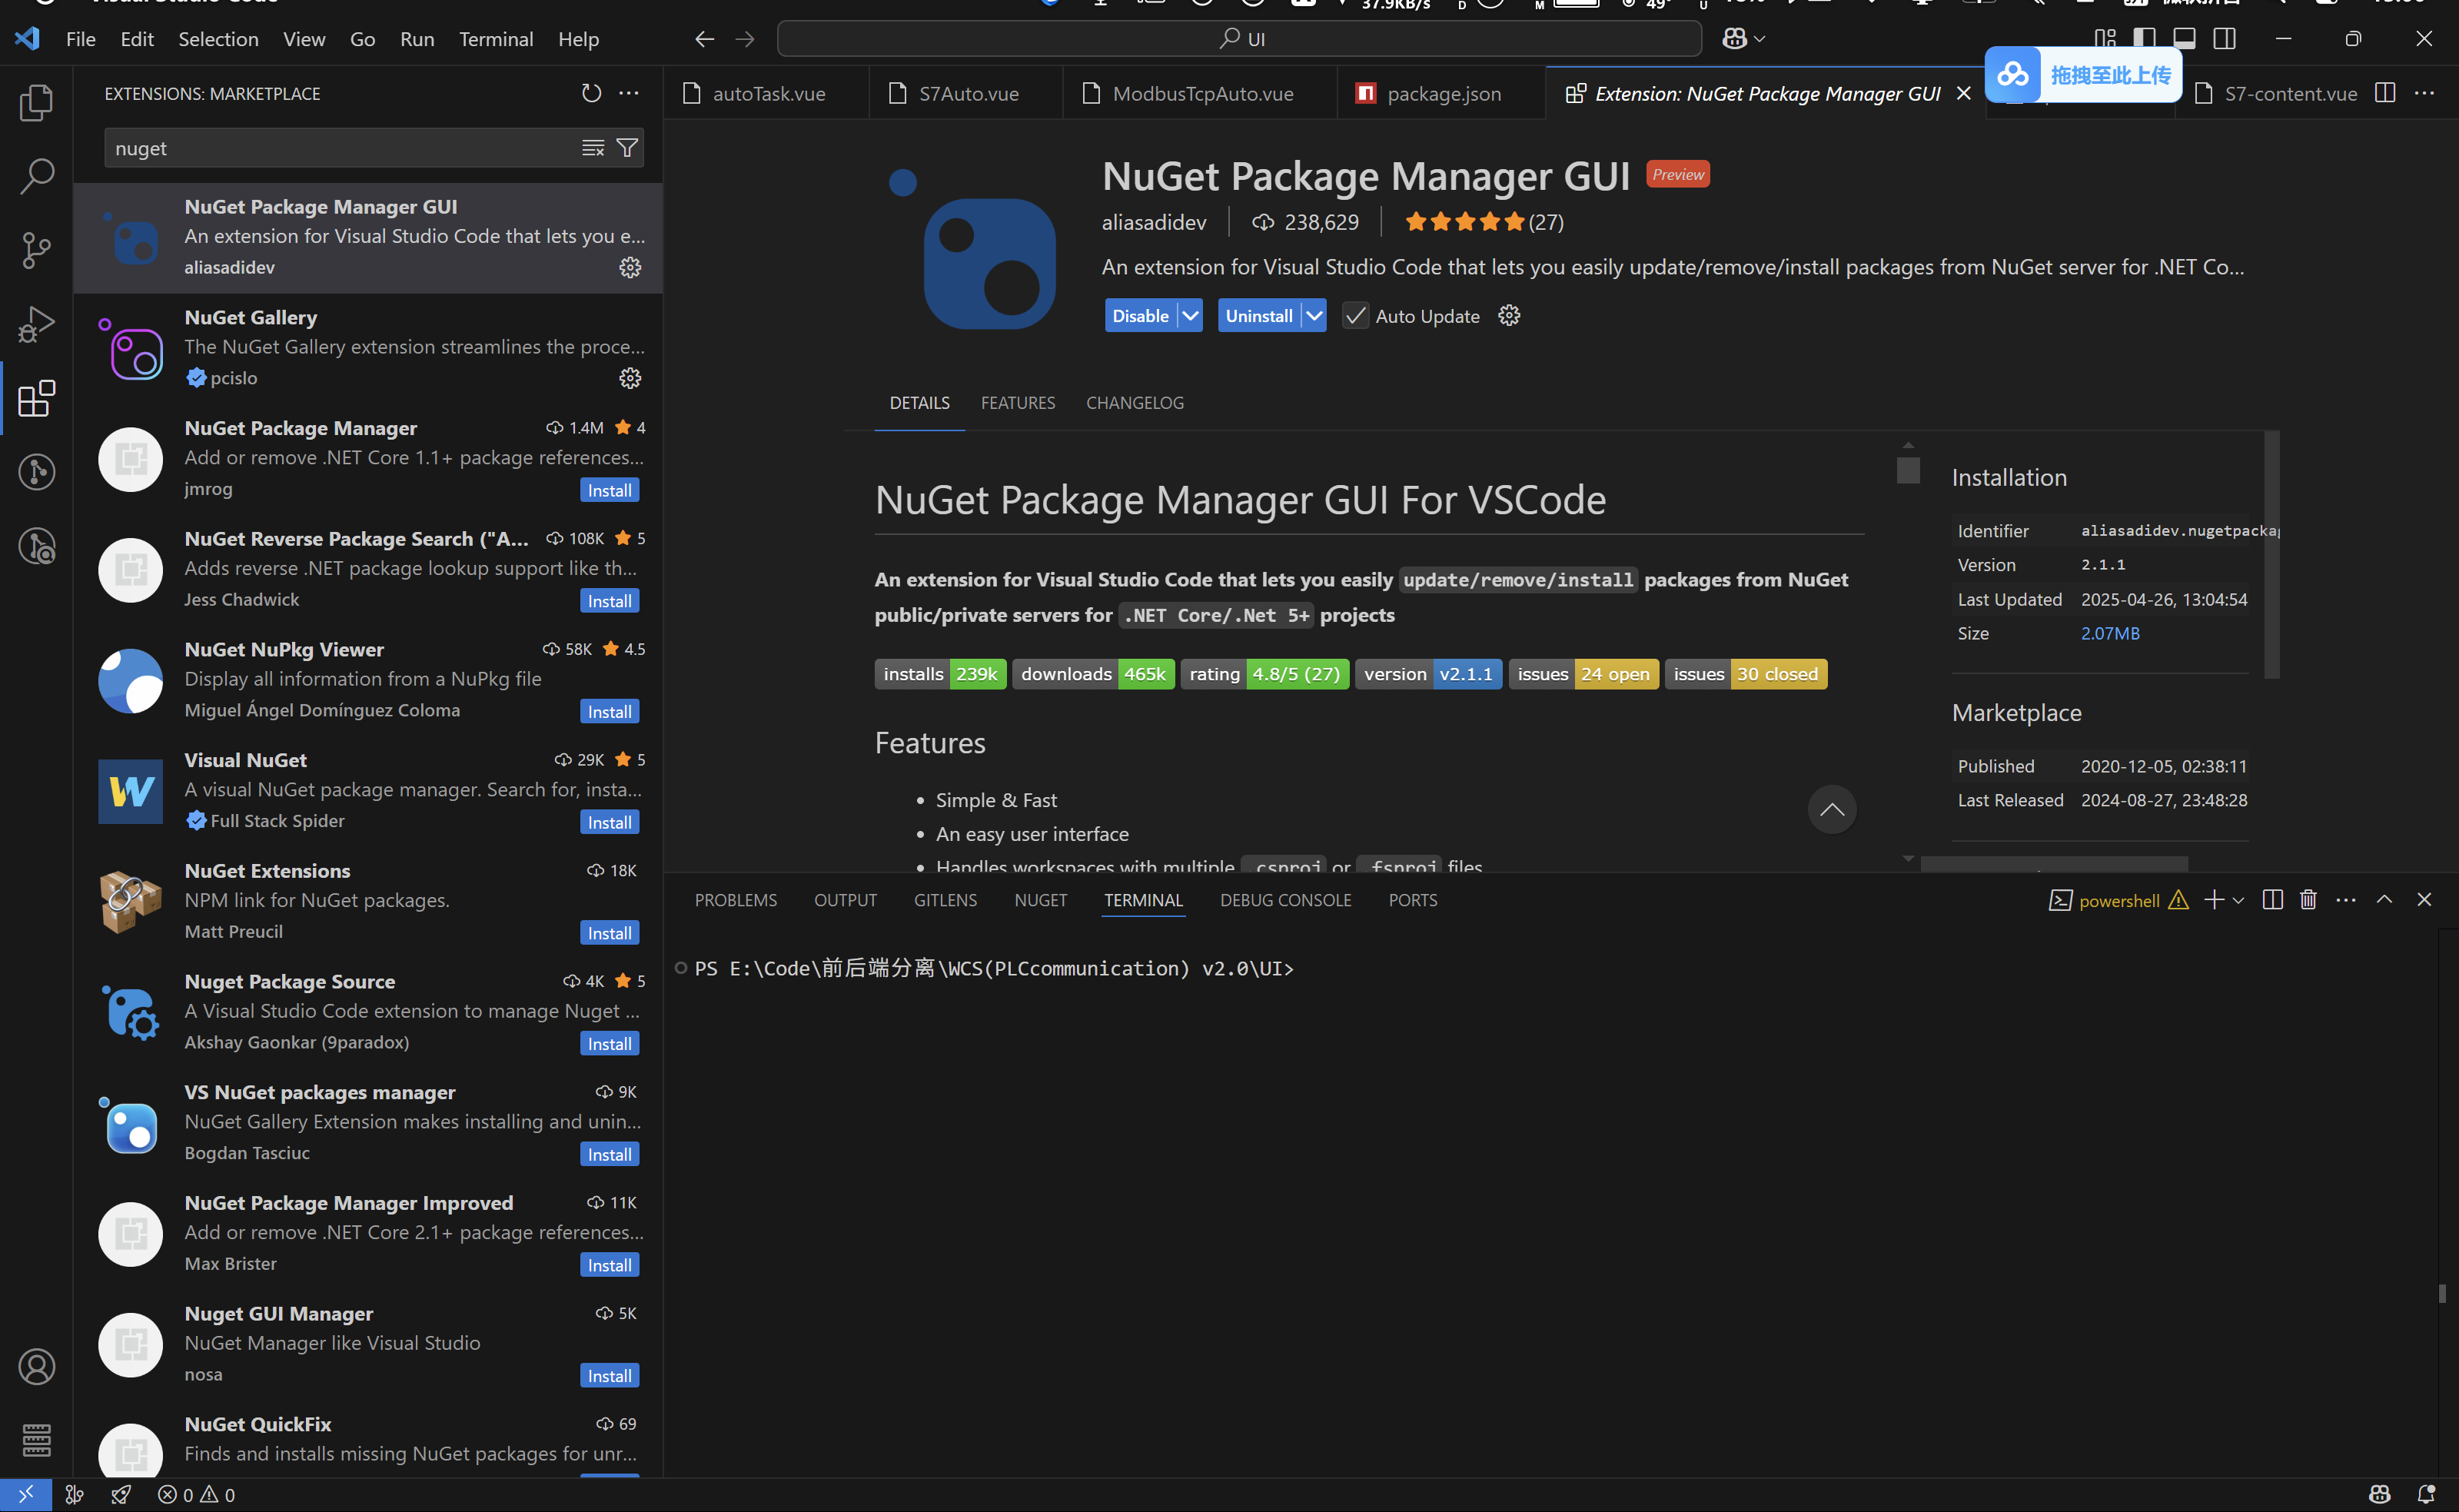 File Edit Selection View Go Run Terminal Help
UI
拖拽至此上传
EXTENSIONS: MARKETPLACE
nuget
NuGet Package Manager GUI
An extension for Visual Studio Code that lets you e...
aliasadidev
NuGet Gallery
The NuGet Gallery extension streamlines the proce...
pcislo
NuGet Package Manager 1.4M 4
Add or remove .NET Core 1.1+ package references...
jmrog Install
NuGet Reverse Package Search ("A... 108K 5
Adds reverse .NET package lookup support like th...
Jess Chadwick Install
NuGet NuPkg Viewer 58K 4.5
Display all information from a NuPkg file
Miguel Ángel Domínguez Coloma Install
Visual NuGet 29K 5
A visual NuGet package manager. Search for, insta...
Full Stack Spider Install
NuGet Extensions 18K
NPM link for NuGet packages.
Matt Preucil Install
Nuget Package Source 4K 5
A Visual Studio Code extension to manage Nuget ...
Akshay Gaonkar (9paradox) Install
VS NuGet packages manager 9K
NuGet Gallery Extension makes installing and unin...
Bogdan Tasciuc Install
NuGet Package Manager Improved 11K
Add or remove .NET Core 2.1+ package references...
Max Brister Install
Nuget GUI Manager 5K
NuGet Manager like Visual Studio
nosa Install
NuGet QuickFix 69
Finds and installs missing NuGet packages for unr...
autoTask.vue S7Auto.vue ModbusTcpAuto.vue package.json Extension: NuGet Package Manager GUI S7-content.vue
NuGet Package Manager GUI Preview
aliasadidev 238,629 (27)
An extension for Visual Studio Code that lets you easily update/remove/install packages from NuGet server for .NET Co...
Disable Uninstall Auto Update
DETAILS FEATURES CHANGELOG
NuGet Package Manager GUI For VSCode
An extension for Visual Studio Code that lets you easily update/remove/install packages from NuGet
public/private servers for .NET Core/.Net 5+ projects
installs 239k downloads 465k rating 4.8/5 (27) version v2.1.1 issues 24 open issues 30 closed
Features
Simple & Fast
An easy user interface
Handles workspaces with multiple .csproj or .fsproj files
Installation
Identifier aliasadidev.nugetpackag
Version 2.1.1
Last Updated 2025-04-26, 13:04:54
Size 2.07MB
Marketplace
Published 2020-12-05, 02:38:11
Last Released 2024-08-27, 23:48:28
PROBLEMS OUTPUT GITLENS NUGET TERMINAL DEBUG CONSOLE PORTS
powershell
PS E:\Code\前后端分离\WCS(PLCcommunication) v2.0\UI>
0 0